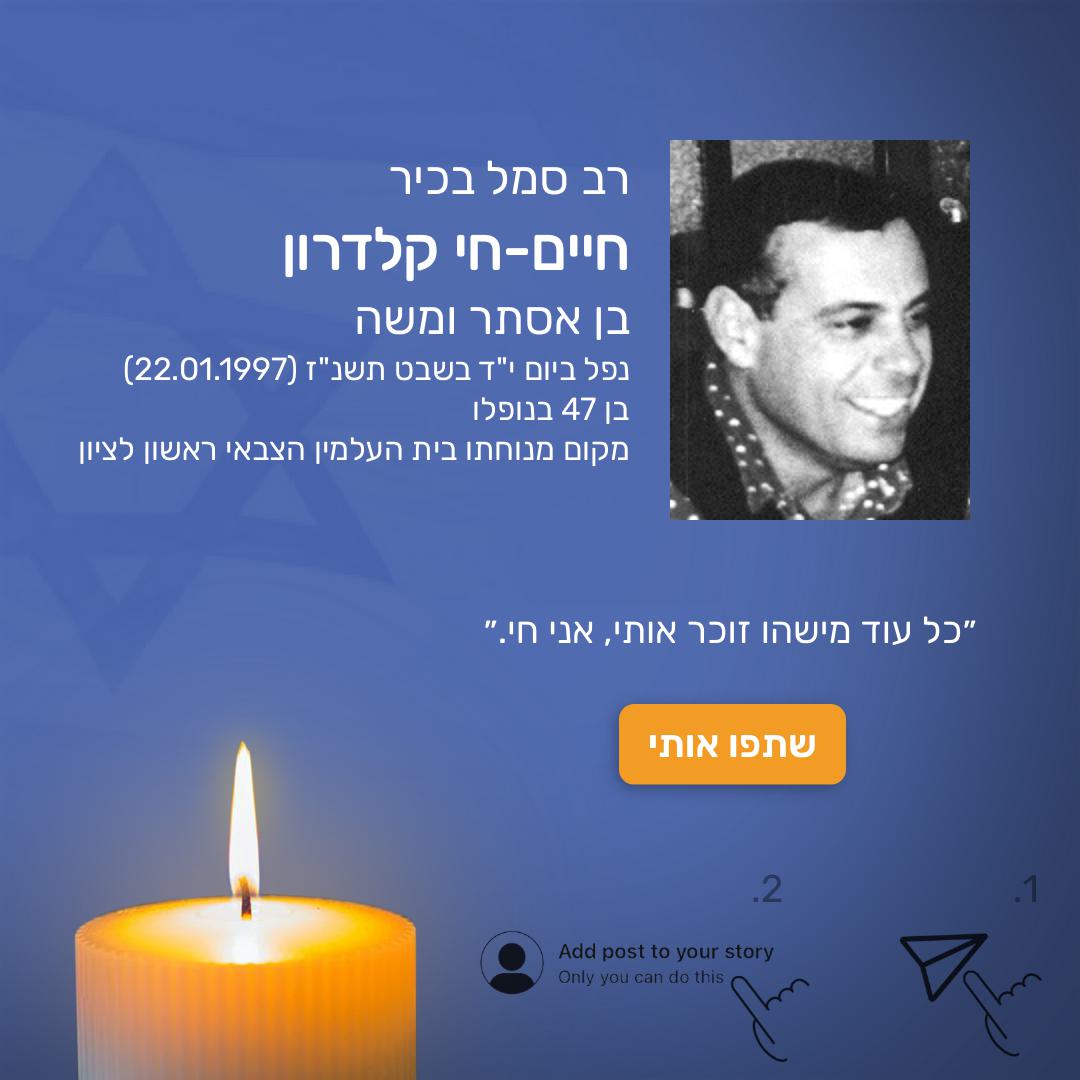 רב סמל בכיר
חיים-חי קלדרון
בן אסתר ומשה
נפל ביום י"ד בשבט תשנ"ז (22.01.1997)
בן 47 בנופלו
מקום מנוחתו בית העלמין הצבאי ראשון לציון
״כל עוד מישהו זוכר אותי, אני חי.״
שתפו אותי
.1
.2
Add post to your story
Only you can do this